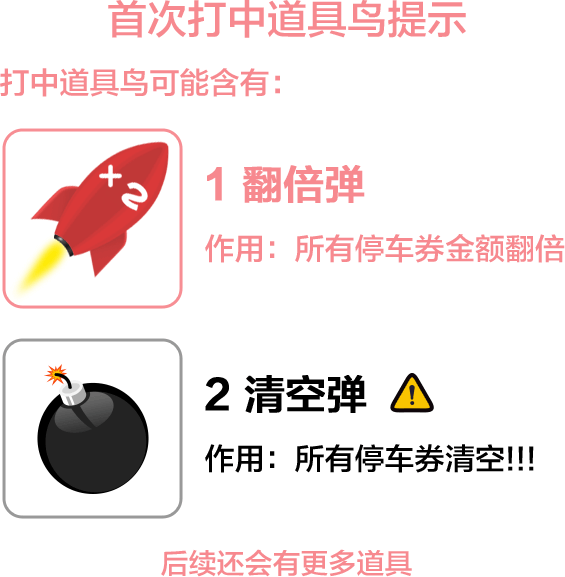 首次打中道具鸟提示
打中道具鸟可能含有：
×2
1 翻倍弹
作用：所有停车券金额翻倍
2 清空弹
作用：所有停车券清空!!!
后续还会有更多道具